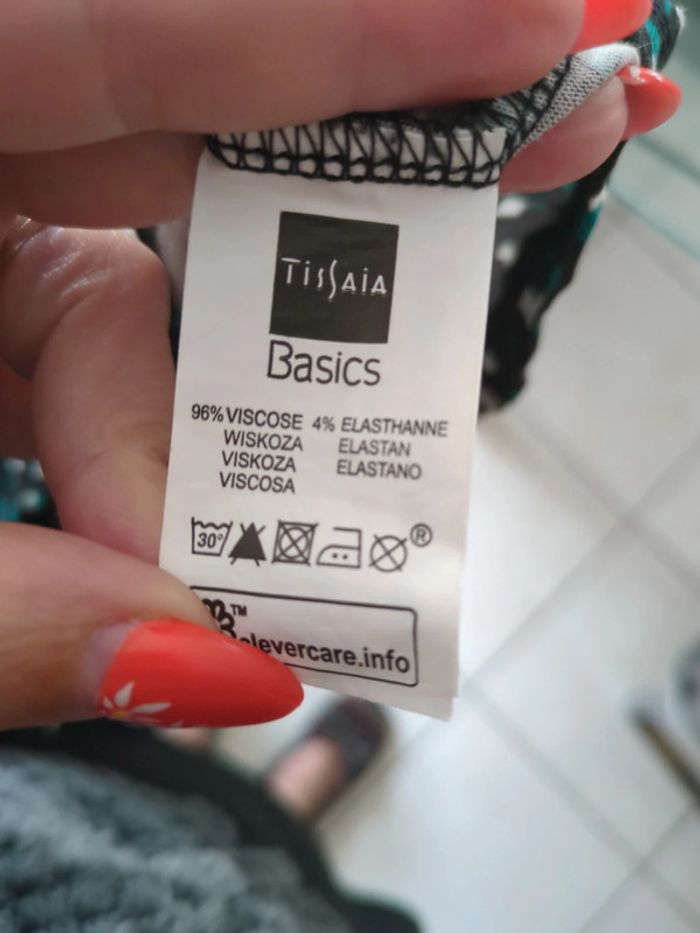 TissAiA
Basics
96% VISCOSE 4% ELASTHANNE
WISKOZA ELASTAN
VISKOZA ELASTANO
VISCOSA
30° ®
™
clevercare.info